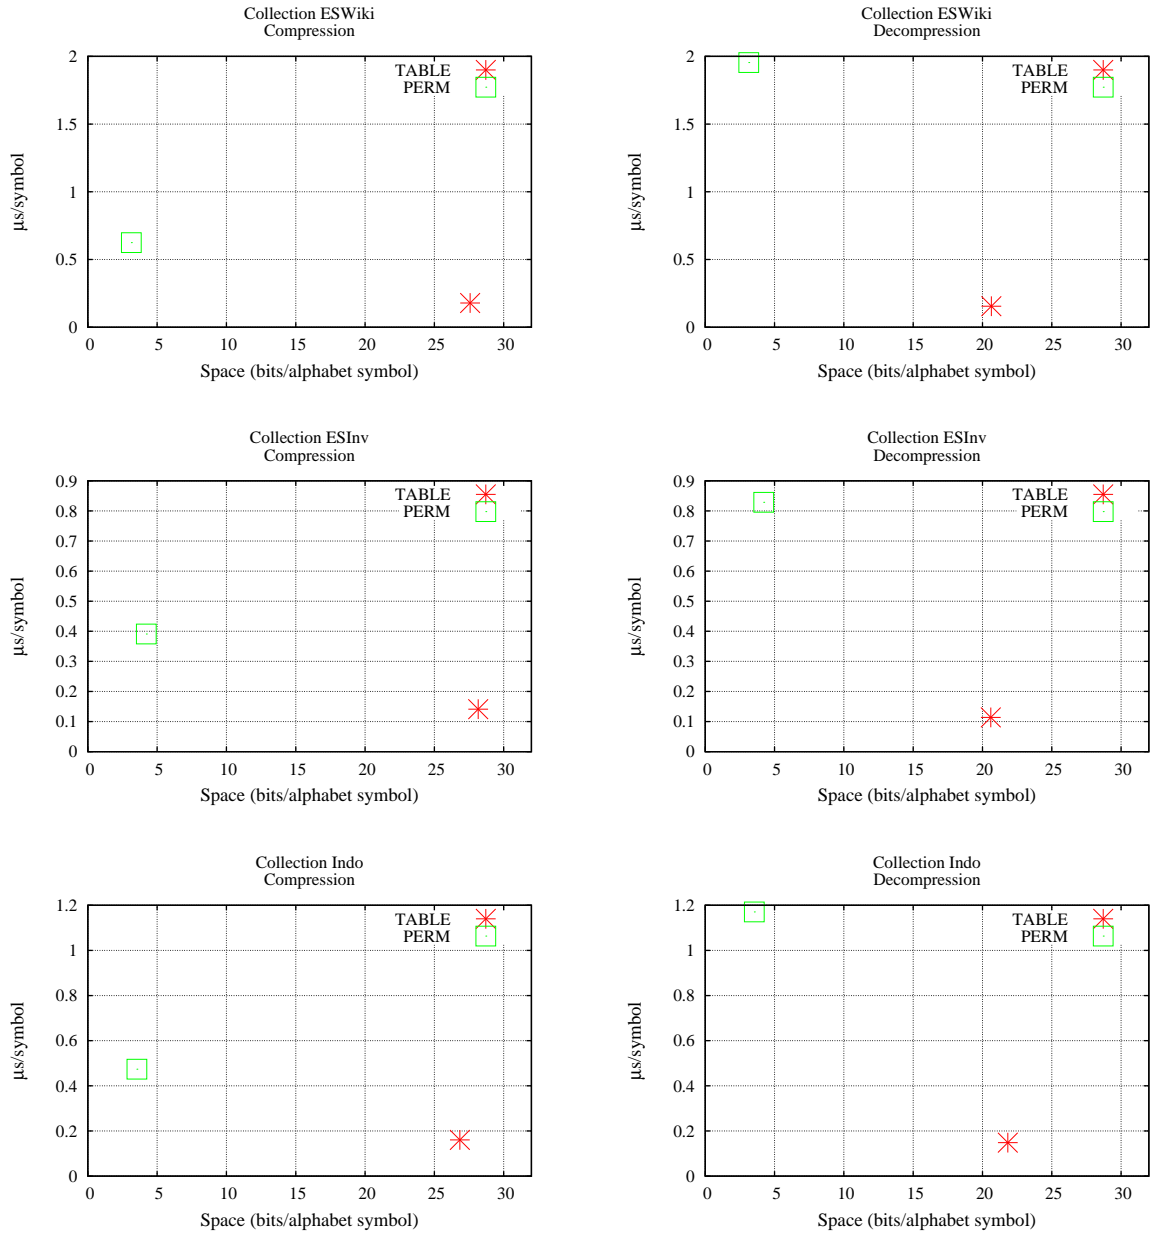 Collection ESWiki
Compression
2
1.5
1
0.5
0
µs/symbol
TABLE
PERM
0 5 10 15 20 25 30
Space (bits/alphabet symbol)
Collection ESWiki
Decompression
2
1.5
1
0.5
0
µs/symbol
TABLE
PERM
0 5 10 15 20 25 30
Space (bits/alphabet symbol)
Collection ESInv
Compression
0.9
0.8
0.7
0.6
0.5
0.4
0.3
0.2
0.1
0
µs/symbol
TABLE
PERM
0 5 10 15 20 25 30
Space (bits/alphabet symbol)
Collection ESInv
Decompression
0.9
0.8
0.7
0.6
0.5
0.4
0.3
0.2
0.1
0
µs/symbol
TABLE
PERM
0 5 10 15 20 25 30
Space (bits/alphabet symbol)
Collection Indo
Compression
1.2
1
0.8
0.6
0.4
0.2
0
µs/symbol
TABLE
PERM
0 5 10 15 20 25 30
Space (bits/alphabet symbol)
Collection Indo
Decompression
1.2
1
0.8
0.6
0.4
0.2
0
µs/symbol
TABLE
PERM
0 5 10 15 20 25 30
Space (bits/alphabet symbol)